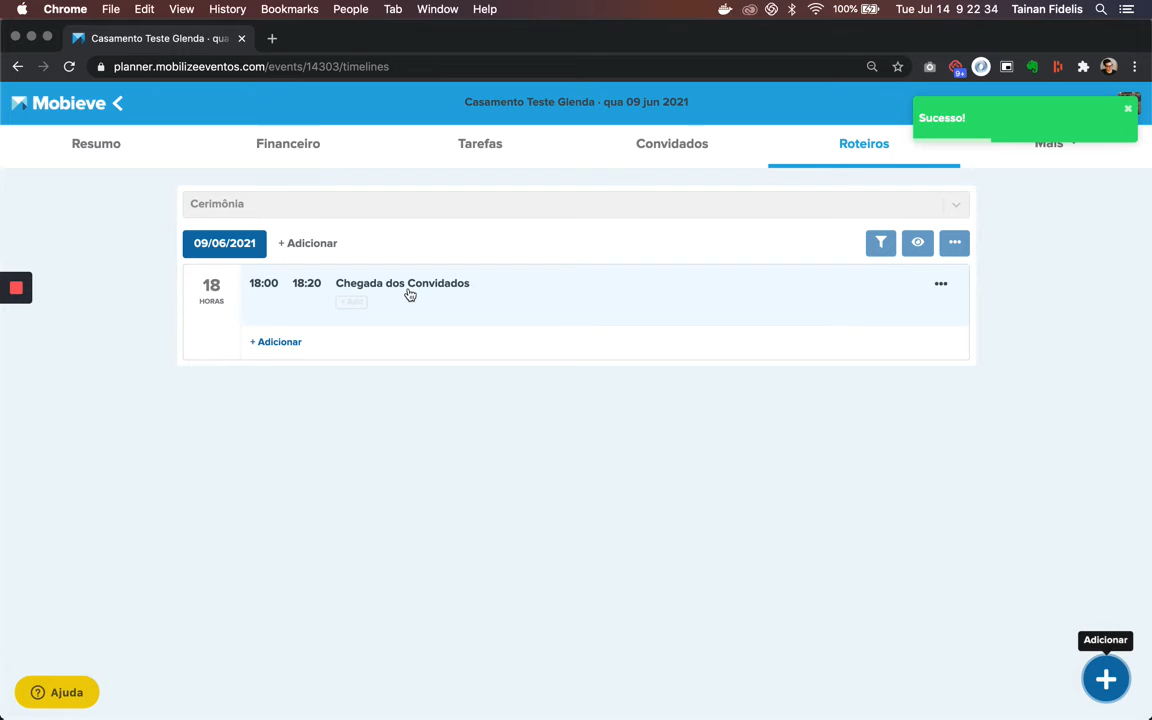 Chrome File Edit View History Bookmarks People Tab Window Help 100% Tue Jul 14 9 22 34 Tainan Fidelis
Casamento Teste Glenda · qua
planner.mobilizeeventos.com/events/14303/timelines 9+
Mobieve
Casamento Teste Glenda · qua 09 jun 2021
Sucesso!
Resumo Financeiro Tarefas Convidados Roteiros Mais
Cerimônia
09/06/2021 + Adicionar
18 18:00 18:20 Chegada dos Convidados
HORAS
+ Add
+ Adicionar
Adicionar
Ajuda